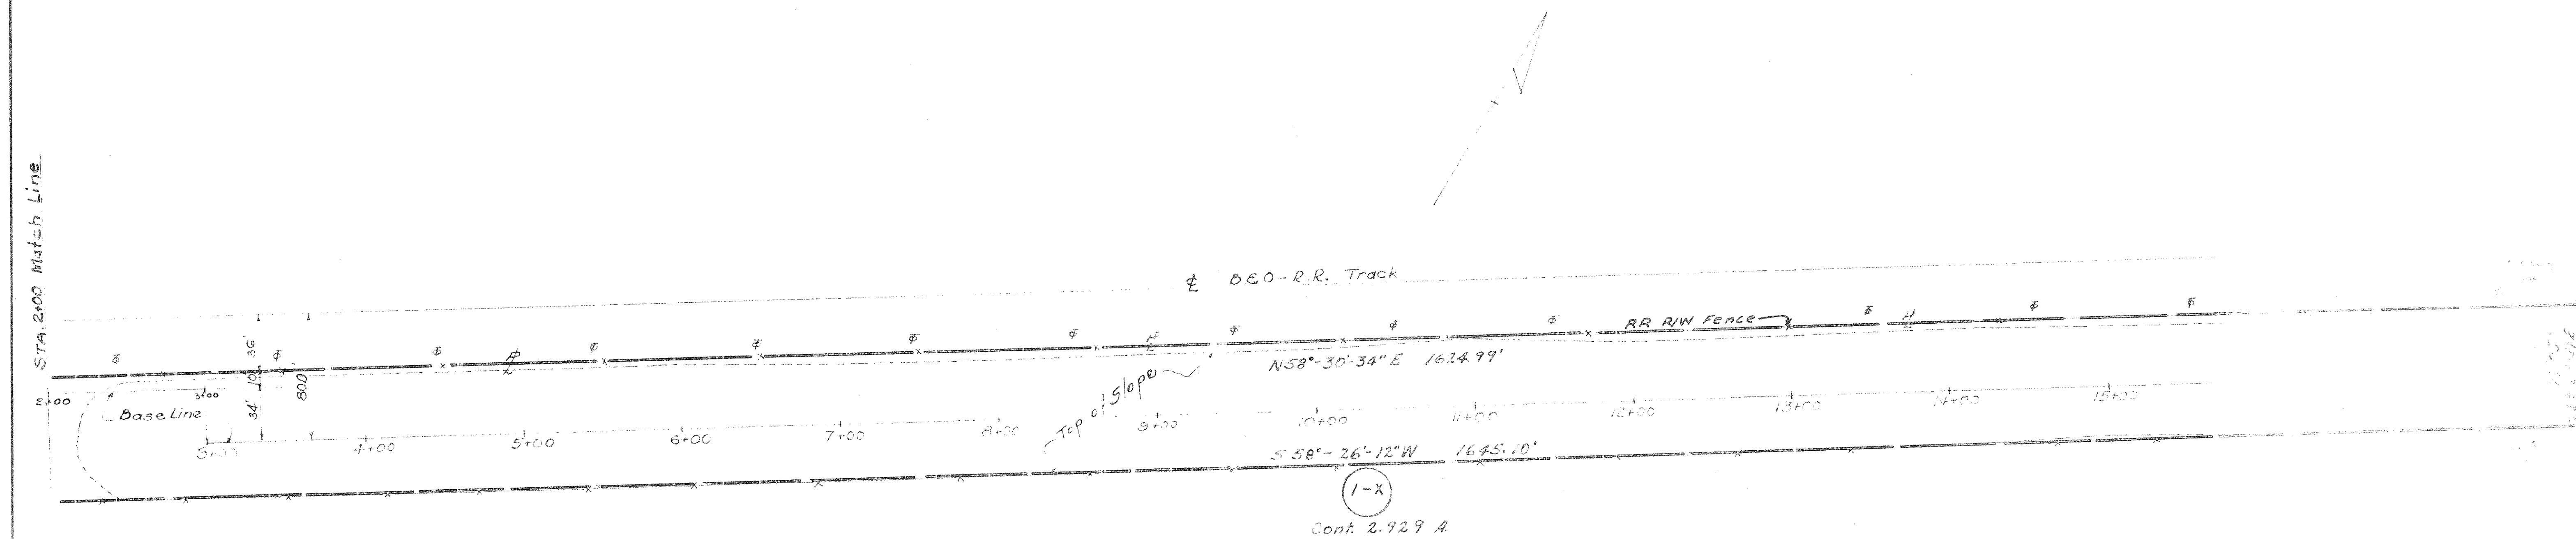 STA. 2+00 Match Line
℄ B&O-R.R. Track
RR R/W Fence
N58°-30'-34" E 1624.99'
36'
10'
34'
800'
2+00
3+00
Base Line
Top of Slope
3+00
4+00
5+00
6+00
7+00
8+00
9+00
10+00
11+00
12+00
13+00
14+00
15+00
S 58°-26'-12" W 1645.10'
1-X
Cont. 2.929 A.